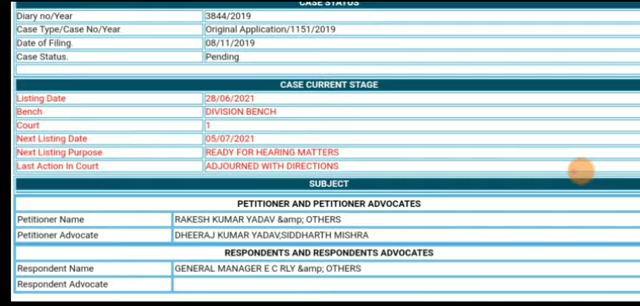 CASE STATUS
Diary no/Year 3844/2019
Case Type/Case No/Year Original Application/1151/2019
Date of Filing. 08/11/2019
Case Status. Pending
CASE CURRENT STAGE
Listing Date 28/06/2021
Bench DIVISION BENCH
Court 1
Next Listing Date 05/07/2021
Next Listing Purpose READY FOR HEARING MATTERS
Last Action In Court ADJOURNED WITH DIRECTIONS
SUBJECT
PETITIONER AND PETITIONER ADVOCATES
Petitioner Name RAKESH KUMAR YADAV &amp; OTHERS
Petitioner Advocate DHEERAJ KUMAR YADAV,SIDDHARTH MISHRA
RESPONDENTS AND RESPONDENTS ADVOCATES
Respondent Name GENERAL MANAGER E C RLY &amp; OTHERS
Respondent Advocate